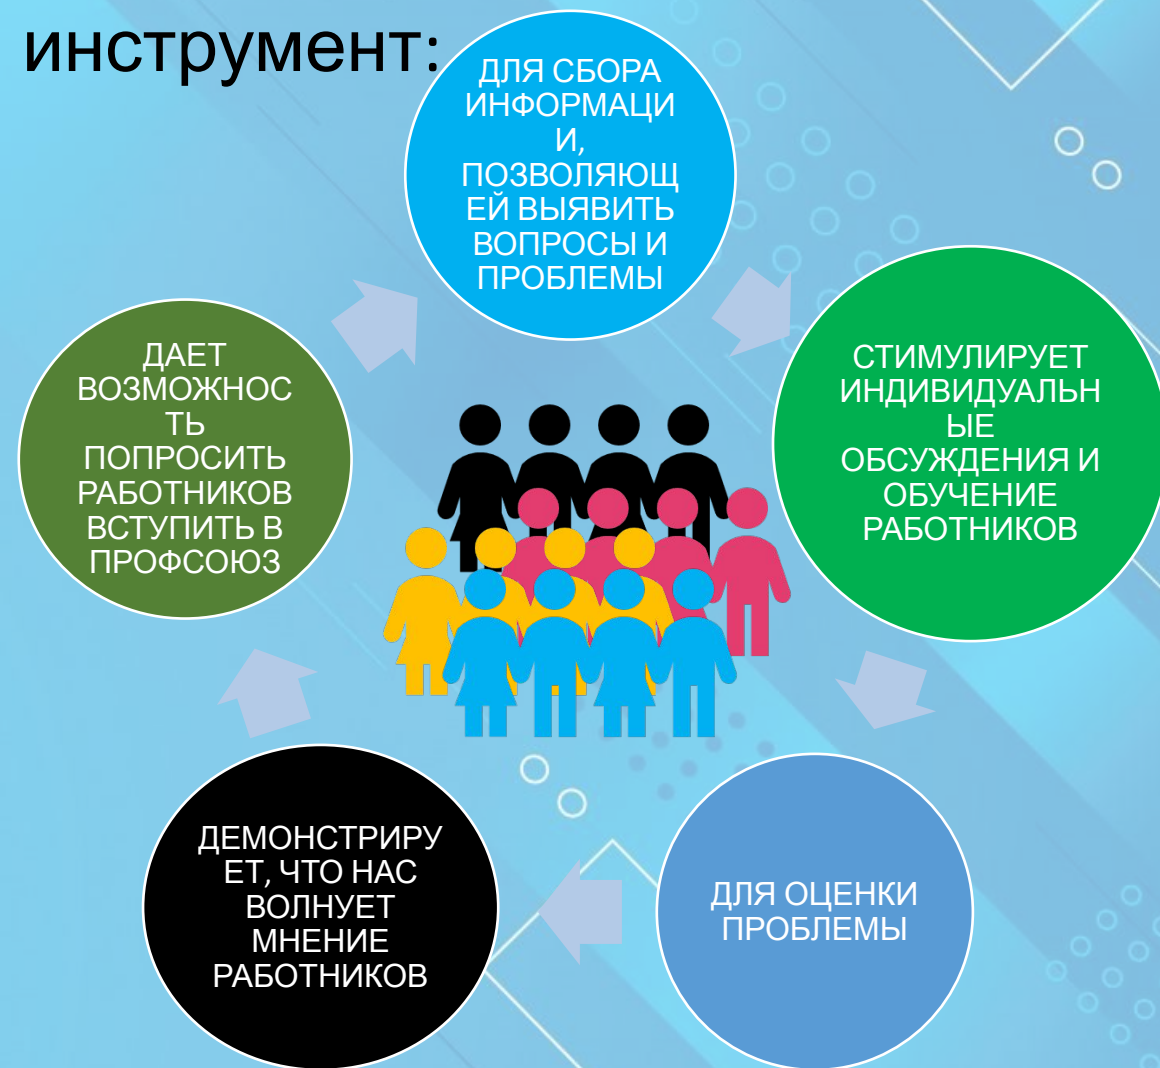 инструмент:
ДЛЯ СБОРА
ИНФОРМАЦИ
И,
ПОЗВОЛЯЮЩ
ЕЙ ВЫЯВИТЬ
ВОПРОСЫ И
ПРОБЛЕМЫ
СТИМУЛИРУЕТ
ИНДИВИДУАЛЬН
ЫЕ
ОБСУЖДЕНИЯ И
ОБУЧЕНИЕ
РАБОТНИКОВ
ДЛЯ ОЦЕНКИ
ПРОБЛЕМЫ
ДЕМОНСТРИРУ
ЕТ, ЧТО НАС
ВОЛНУЕТ
МНЕНИЕ
РАБОТНИКОВ
ДАЕТ
ВОЗМОЖНОС
ТЬ
ПОПРОСИТЬ
РАБОТНИКОВ
ВСТУПИТЬ В
ПРОФСОЮЗ